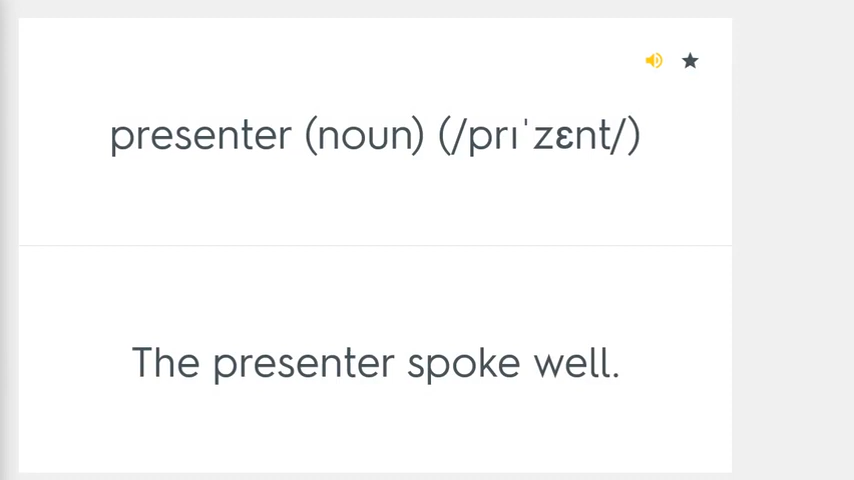 presenter (noun) (/prɪˈzɛnt/)
The presenter spoke well.